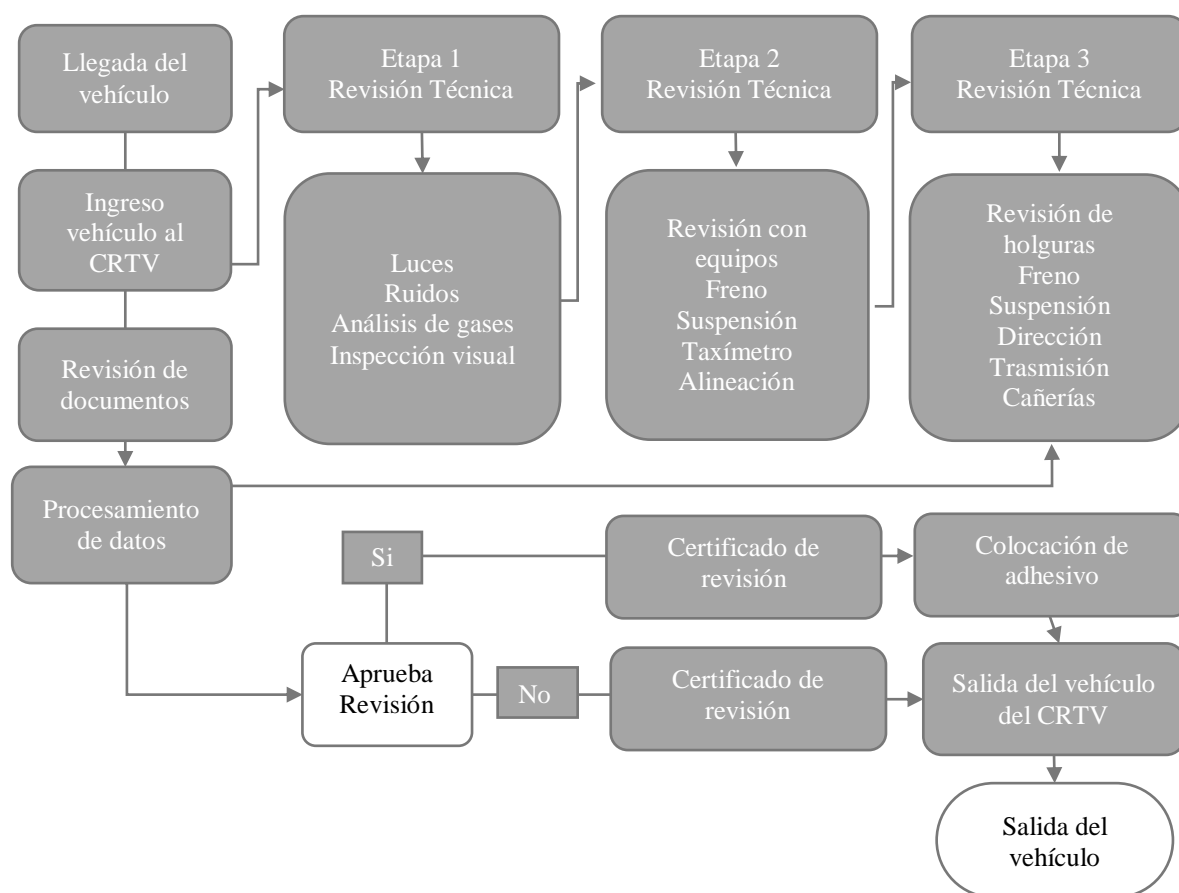 Llegada del
vehículo
Ingreso
vehículo al
CRTV
Revisión de
documentos
Procesamiento
de datos
Etapa 1
Revisión Técnica
Luces
Ruidos
Análisis de gases
Inspección visual
Etapa 2
Revisión Técnica
Revisión con
equipos
Freno
Suspensión
Taxímetro
Alineación
Etapa 3
Revisión Técnica
Revisión de
holguras
Freno
Suspensión
Dirección
Trasmisión
Cañerías
Aprueba
Revisión
Si
Certificado de
revisión
Colocación de
adhesivo
No
Certificado de
revisión
Salida del vehículo
del CRTV
Salida del
vehículo